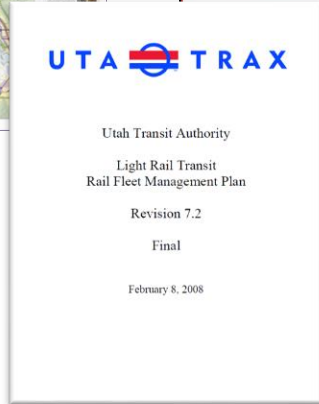 UTA TRAX
Utah Transit Authority
Light Rail Transit
Rail Fleet Management Plan
Revision 7.2
Final
February 8, 2008